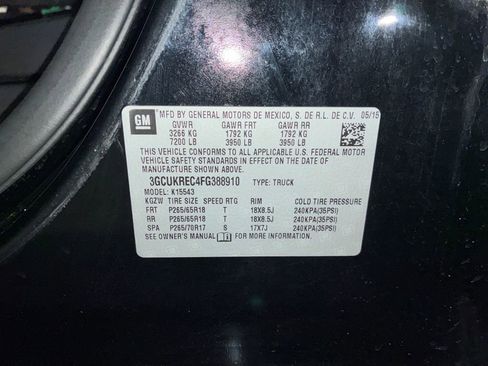 GM
MFD BY GENERAL MOTORS DE MEXICO, S. DE R.L. DE C.V. 05/15
GVWR GAWR FRT GAWR RR
3266 KG 1792 KG 1792 KG
7200 LB 3950 LB 3950 LB
THIS VEHICLE CONFORMS TO ALL APPLICABLE U.S. FEDERAL MOTOR
VEHICLE SAFETY STANDARDS IN EFFECT ON THE DATE OF
MANUFACTURE SHOWN ABOVE.
3GCUKREC4FG388910 TYPE: TRUCK
MODEL: K15543
KGZW TIRE SIZE SPEED RTG RIM COLD TIRE PRESSURE
FRT P265/65R18 T 18X8.5J 240KPA(35PSI)
RR P265/65R18 T 18X8.5J 240KPA(35PSI)
SPA P265/70R17 S 17X7J 240KPA(35PSI)
SEE OWNER'S MANUAL FOR MORE INFORMATION.